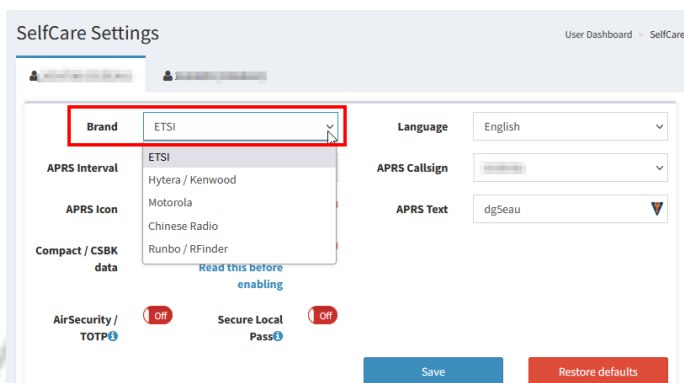 SelfCare Settings
User Dashboard > SelfCare
Brand ETSI Language English
ETSI
APRS Interval APRS Callsign
Hytera / Kenwood
Motorola
APRS Icon APRS Text dg5eau
Chinese Radio
Compact / CSBK data
Runbo / RFinder
Read this before enabling
AirSecurity / TOTP Off Secure Local Pass Off
Save Restore defaults